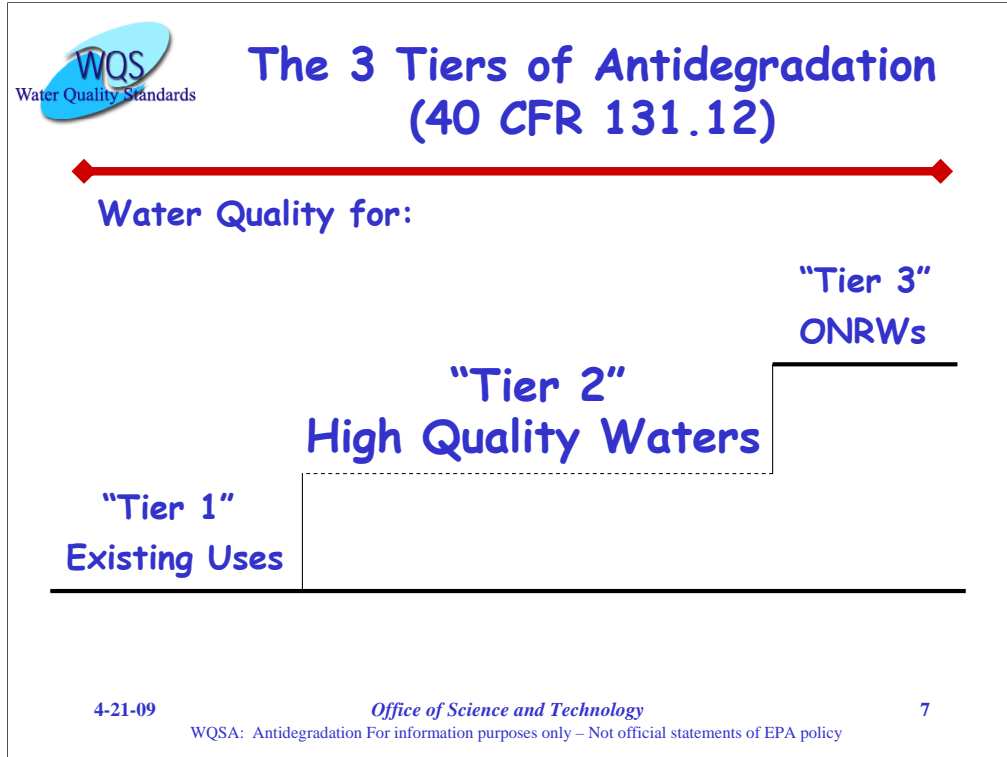 WQS
Water Quality Standards
The 3 Tiers of Antidegradation
(40 CFR 131.12)
Water Quality for:
“Tier 3”
ONRWs
“Tier 2”
High Quality Waters
“Tier 1”
Existing Uses
4-21-09 Office of Science and Technology 7
WQSA: Antidegradation For information purposes only – Not official statements of EPA policy